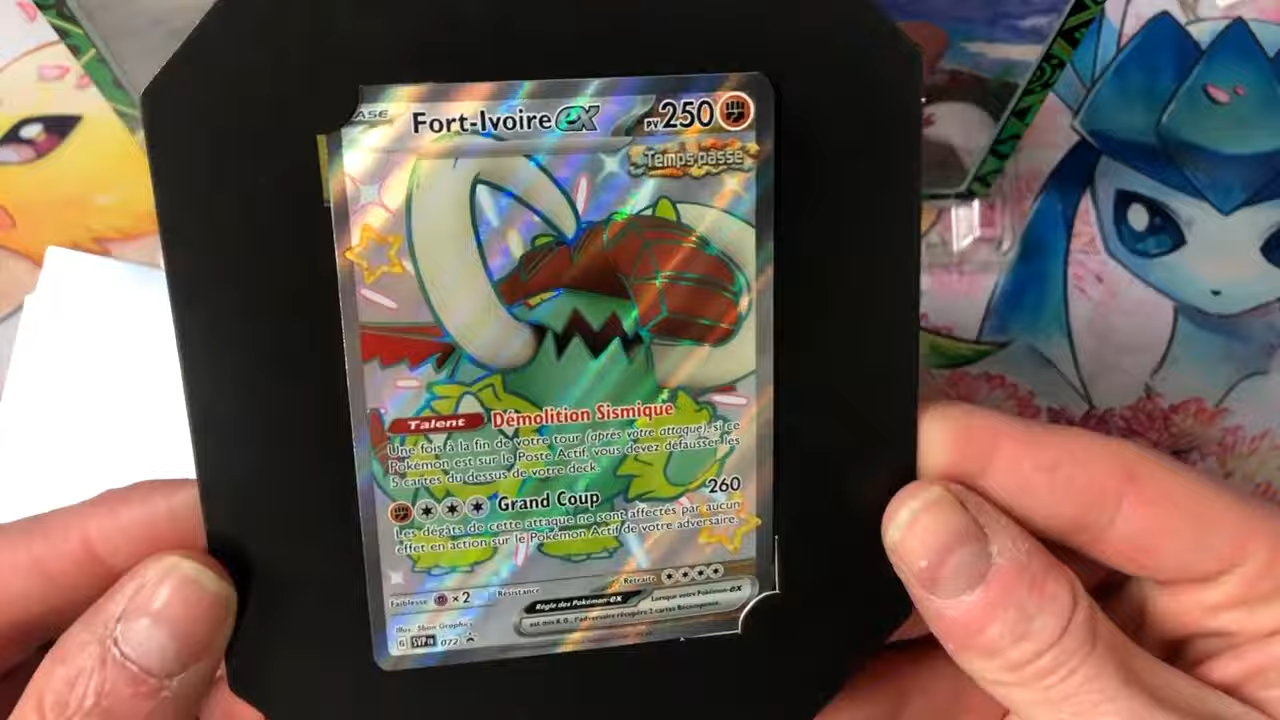 ASE Fort-Ivoire ex PV 250
Temps passé
Talent Démolition Sismique
Une fois à la fin de votre tour (après votre attaque), si ce
Pokémon est sur le Poste Actif, vous devez défausser les
5 cartes du dessus de votre deck.
Grand Coup 260
Les dégâts de cette attaque ne sont affectés par aucun
effet en action sur le Pokémon Actif de votre adversaire.
Faiblesse ×2 Résistance Retraite
Règle des Pokémon-ex Lorsque votre Pokémon-ex
est mis K.O., l'adversaire récupère 2 cartes Récompense.
Illus. 5ban Graphics
G SVP FR 072